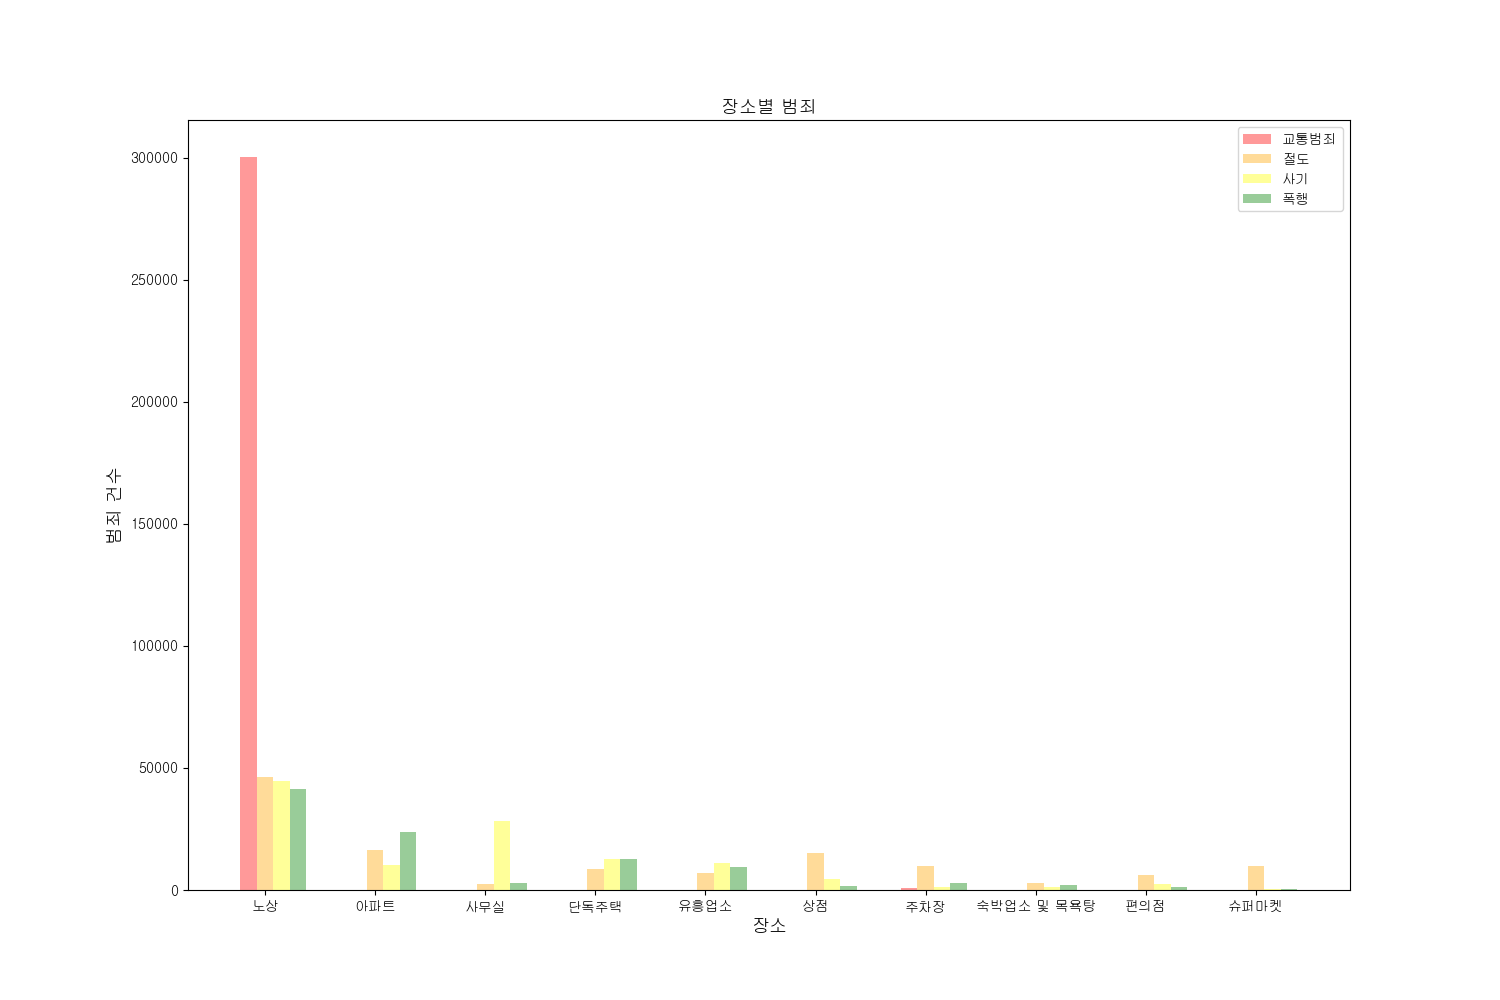 장소별 범죄
교통범죄
절도
사기
폭행
300000
250000
200000
150000
100000
50000
0
범죄 건수
노상 아파트 사무실 단독주택 유흥업소 상점 주차장 숙박업소 및 목욕탕 편의점 슈퍼마켓
장소